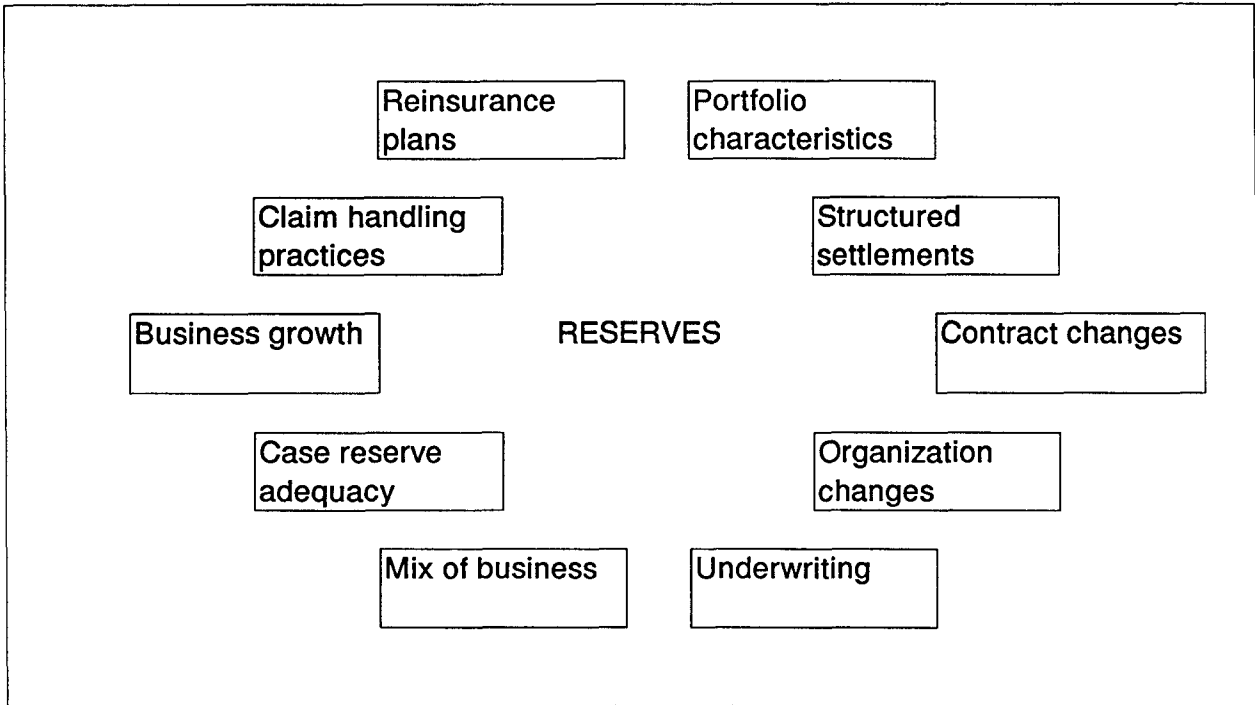 Reinsurance
plans
Portfolio
characteristics
Claim handling
practices
Structured
settlements
Business growth
RESERVES
Contract changes
Case reserve
adequacy
Organization
changes
Mix of business
Underwriting